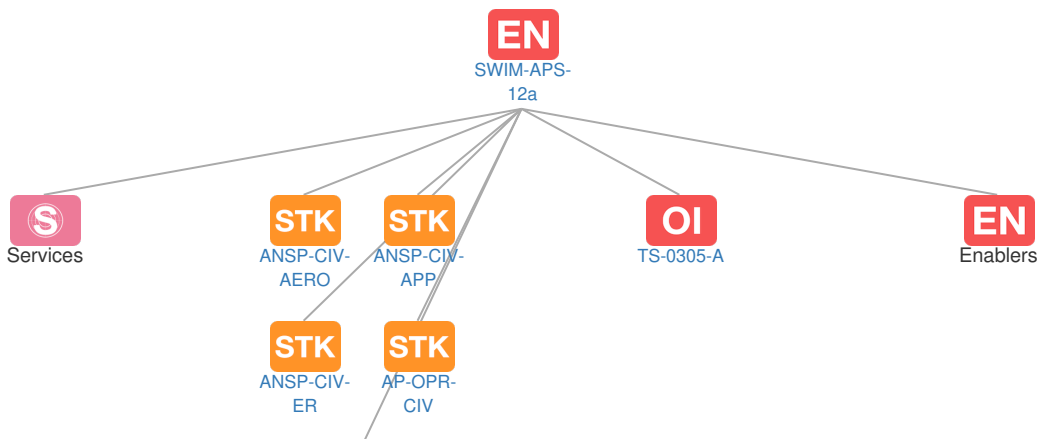 EN
SWIM-APS-
12a
S
Services
STK
ANSP-CIV-
AERO
STK
ANSP-CIV-
APP
OI
TS-0305-A
EN
Enablers
STK
ANSP-CIV-
ER
STK
AP-OPR-
CIV